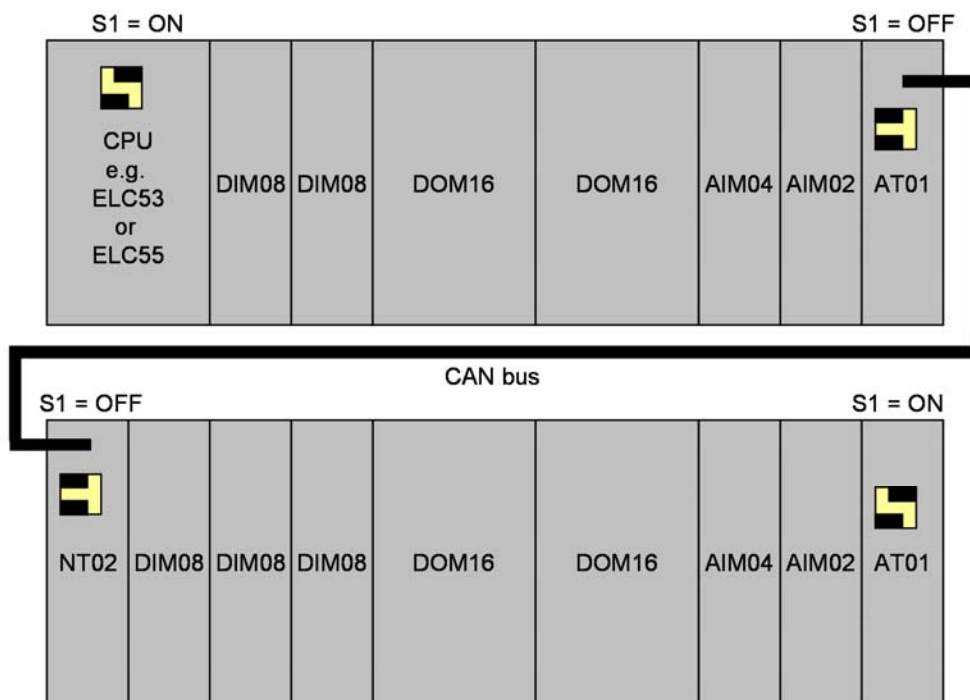 S1 = ON
S1 = OFF
CPU
e.g.
ELC53
or
ELC55
DIM08
DIM08
DOM16
DOM16
AIM04
AIM02
AT01
CAN bus
S1 = OFF
S1 = ON
NT02
DIM08
DIM08
DIM08
DOM16
DOM16
AIM04
AIM02
AT01